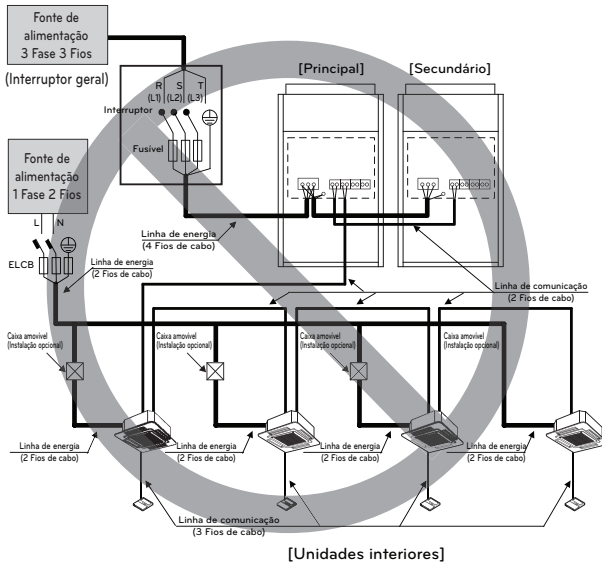 Fonte de
alimentação
3 Fase 3 Fios
(Interruptor geral)
[Principal]
[Secundário]
R S T
(L1) (L2) (L3)
Interruptor
Fusível
Fonte de
alimentação
1 Fase 2 Fios
L N
ELCB
Linha de energia
(2 Fios de cabo)
Linha de energia
(4 Fios de cabo)
Linha de comunicação
(2 Fios de cabo)
Caixa amovível
(Instalação opcional)
Caixa amovível
(Instalação opcional)
Caixa amovível
(Instalação opcional)
Caixa amovível
(Instalação opcional)
Linha de energia
(2 Fios de cabo)
Linha de energia
(2 Fios de cabo)
Linha de energia
(2 Fios de cabo)
Linha de energia
(2 Fios de cabo)
Linha de comunicação
(3 Fios de cabo)
[Unidades interiores]